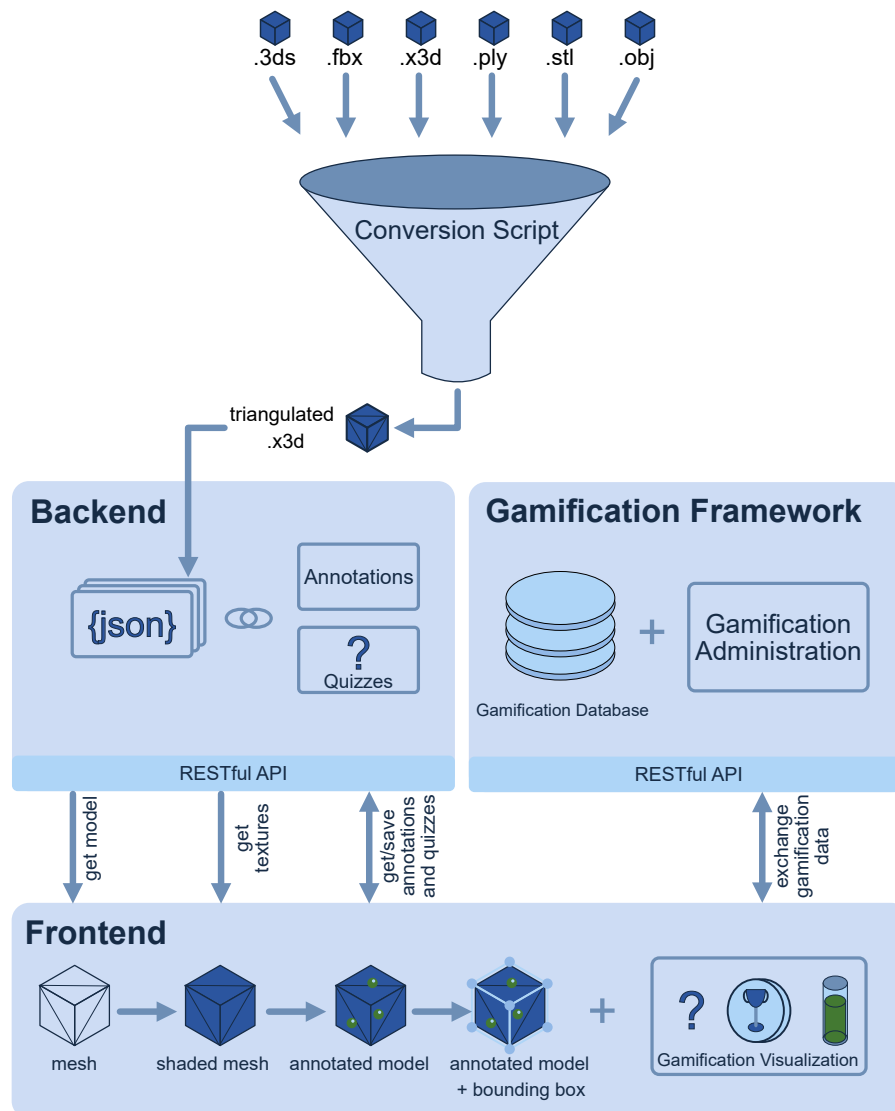 .3ds
.fbx
.x3d
.ply
.stl
.obj
Conversion Script
triangulated
.x3d
Backend
{json}
Annotations
?
Quizzes
RESTful API
Gamification Framework
Gamification Database
+
Gamification
Administration
RESTful API
get model
get
textures
get/save
annotations
and quizzes
exchange
gamification
data
Frontend
mesh
shaded mesh
annotated model
annotated model
+ bounding box
+
?
Gamification Visualization